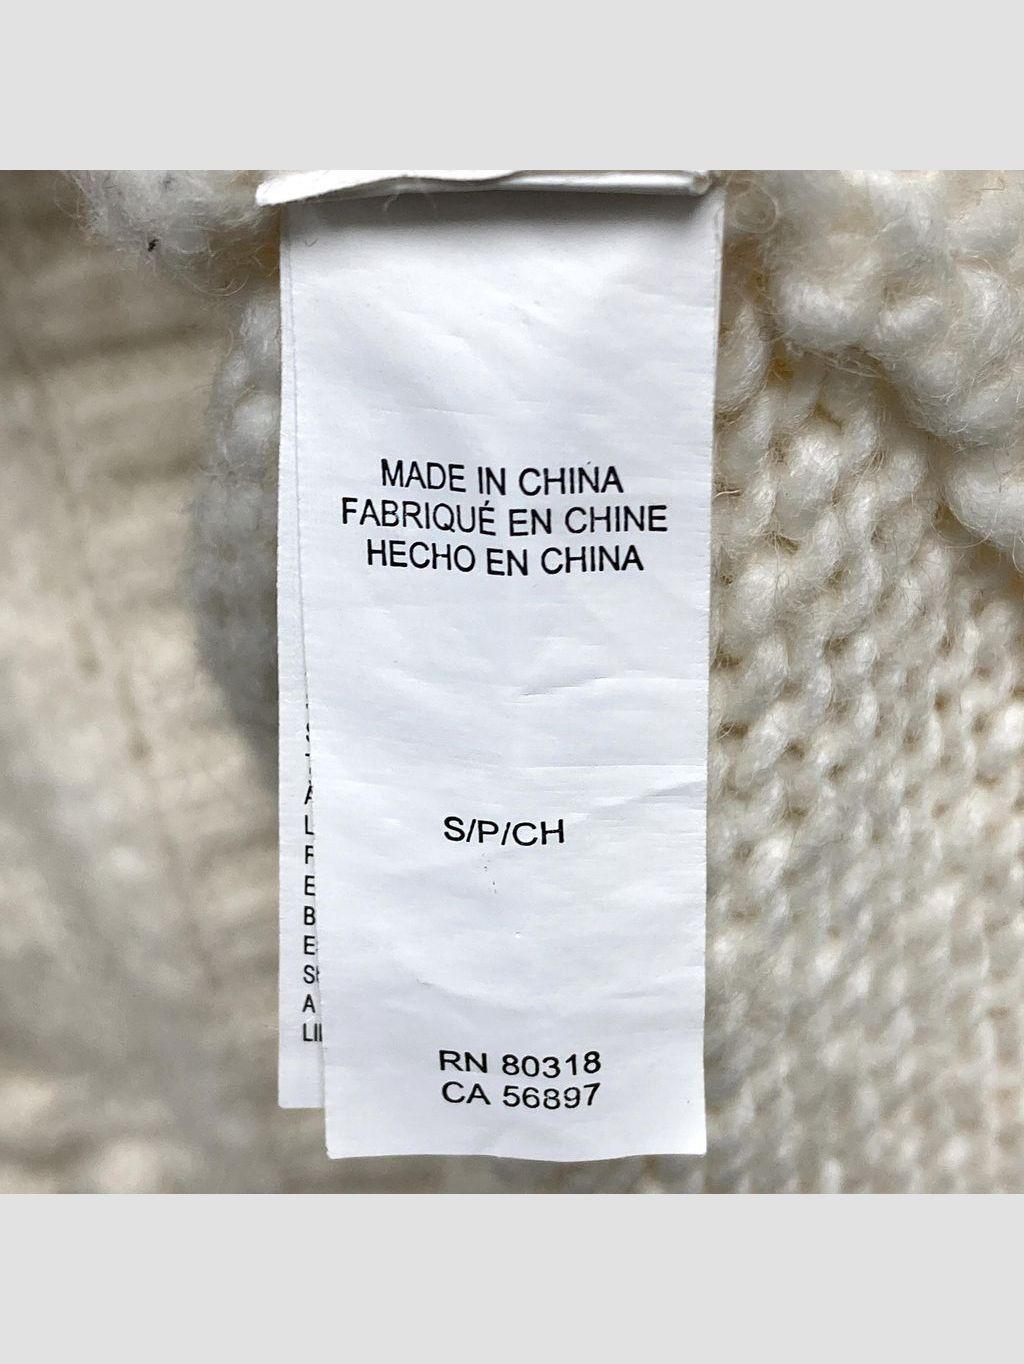 MADE IN CHINA
FABRIQUÉ EN CHINE
HECHO EN CHINA
S/P/CH
RN 80318
CA 56897